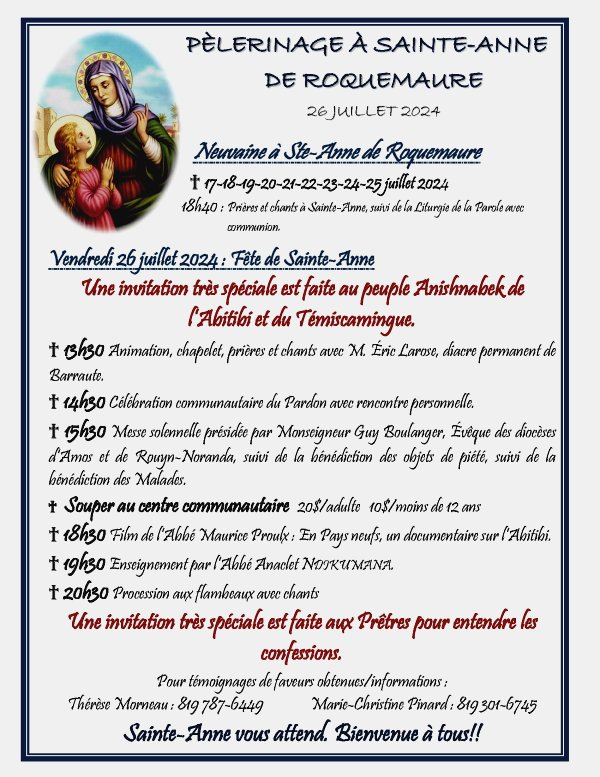 PÈLERINAGE À SAINTE-ANNE
DE ROQUEMAURE
26 JUILLET 2024
Neuvaine à Ste-Anne de Roquemaure
✝ 17-18-19-20-21-22-23-24-25 juillet 2024
18h40 : Prières et chants à Sainte-Anne, suivi de la Liturgie de la Parole avec
communion.
Vendredi 26 juillet 2024 : Fête de Sainte-Anne
Une invitation très spéciale est faite au peuple Anishnabek de
l'Abitibi et du Témiscamingue.
✝ 13h30 Animation, chapelet, prières et chants avec M. Éric Larose, diacre permanent de
Barraute.
✝ 14h30 Célébration communautaire du Pardon avec rencontre personnelle.
✝ 15h30 Messe solennelle présidée par Monseigneur Guy Boulanger, Évêque des diocèses
d'Amos et de Rouyn-Noranda, suivi de la bénédiction des objets de piété, suivi de la
bénédiction des Malades.
✝ Souper au centre communautaire 20$/adulte 10$/moins de 12 ans
✝ 18h30 Film de l'Abbé Maurice Proulx : En Pays neufs, un documentaire sur l'Abitibi.
✝ 19h30 Enseignement par l'Abbé Anaclet NDIKUMANA.
✝ 20h30 Procession aux flambeaux avec chants
Une invitation très spéciale est faite aux Prêtres pour entendre les
confessions.
Pour témoignages de faveurs obtenues/informations :
Thérèse Morneau : 819 787-6449 Marie-Christine Pinard : 819 301-6745
Sainte-Anne vous attend. Bienvenue à tous!!